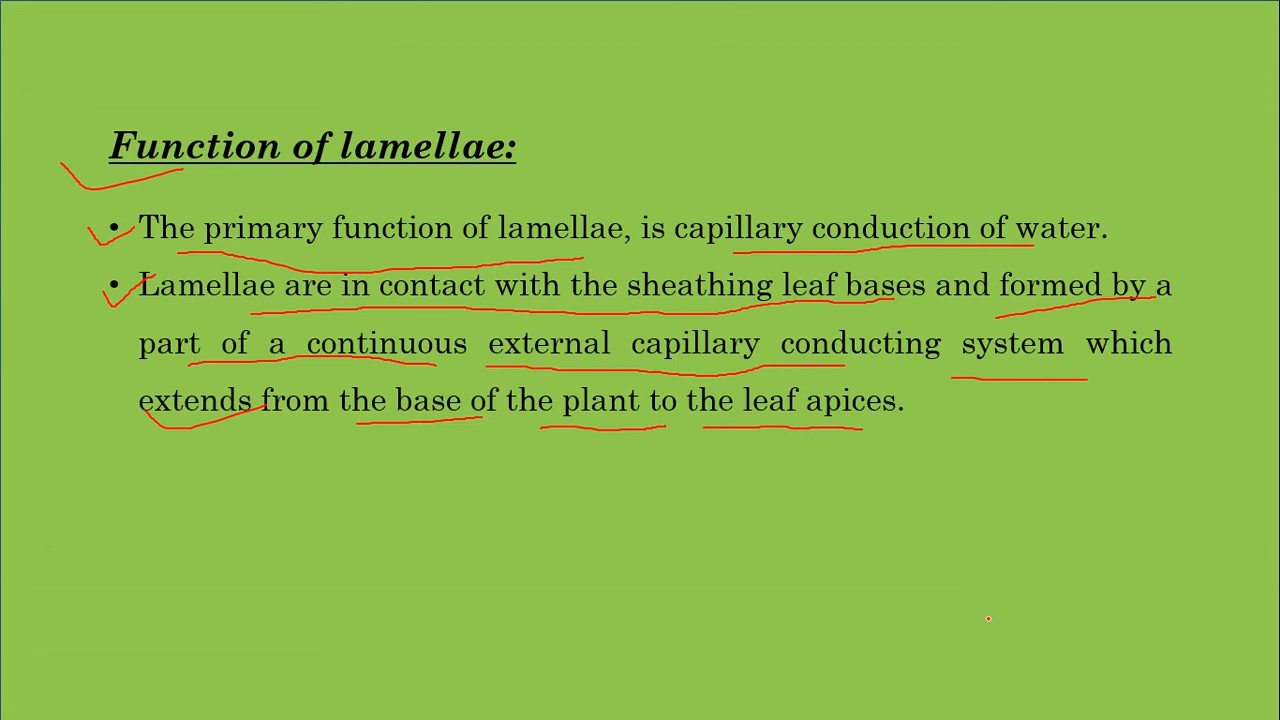 Function of lamellae:
• The primary function of lamellae, is capillary conduction of water.
• Lamellae are in contact with the sheathing leaf bases and formed by a
part of a continuous external capillary conducting system which
extends from the base of the plant to the leaf apices.